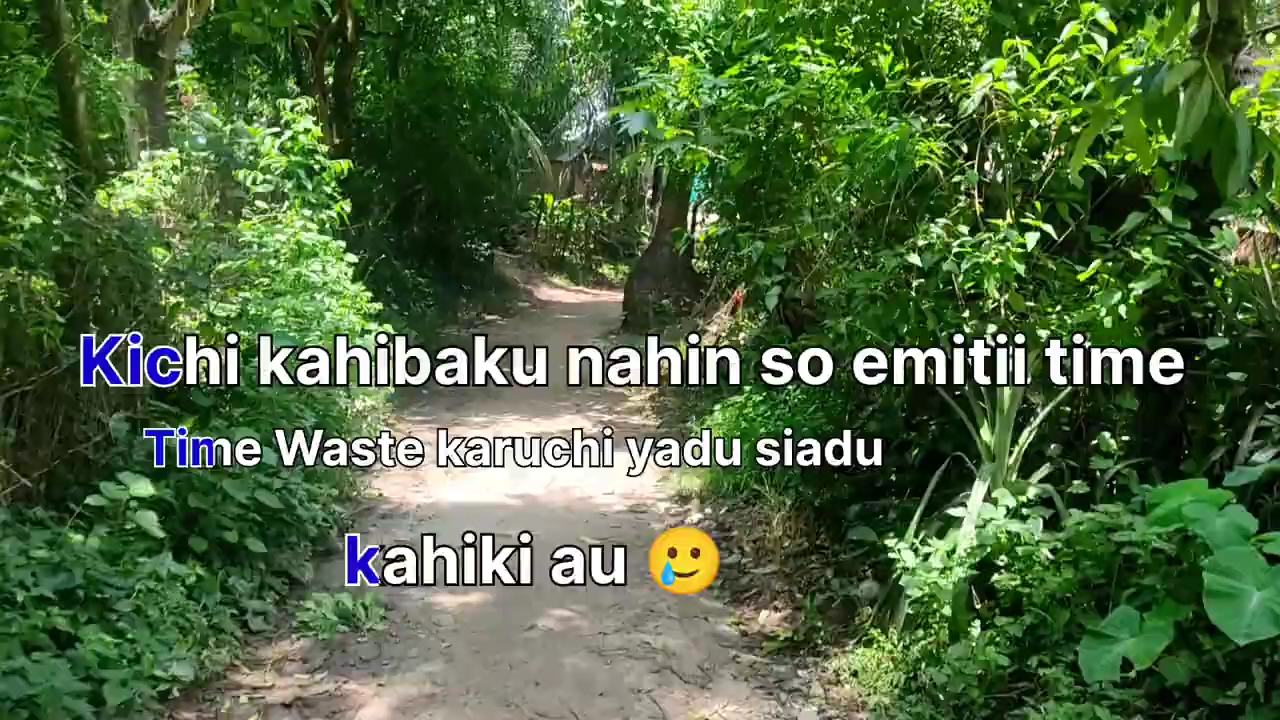 Kichi kahibaku nahin so emitii time
Time Waste karuchi yadu siadu
kahiki au 🥲